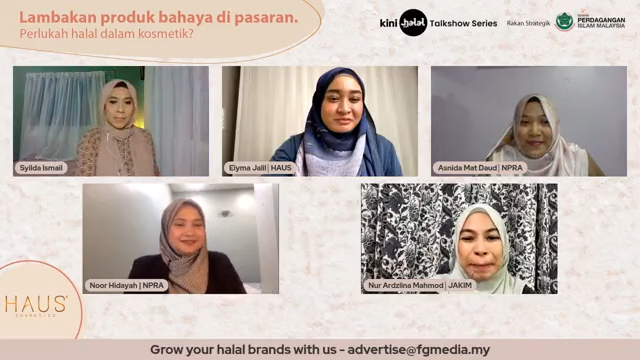 Lambakan produk bahaya di pasaran.
Perlukah halal dalam kosmetik?
kini halal Talkshow Series
Rakan Strategik
PERDAGANGAN
ISLAM MALAYSIA
Syilda Ismail
Elyma Jalil | HAUS
Asnida Mat Daud | NPRA
Noor Hidayah | NPRA
Nur Ardzlina Mahmod | JAKIM
HAUS
COSMETICS
Grow your halal brands with us - advertise@fgmedia.my